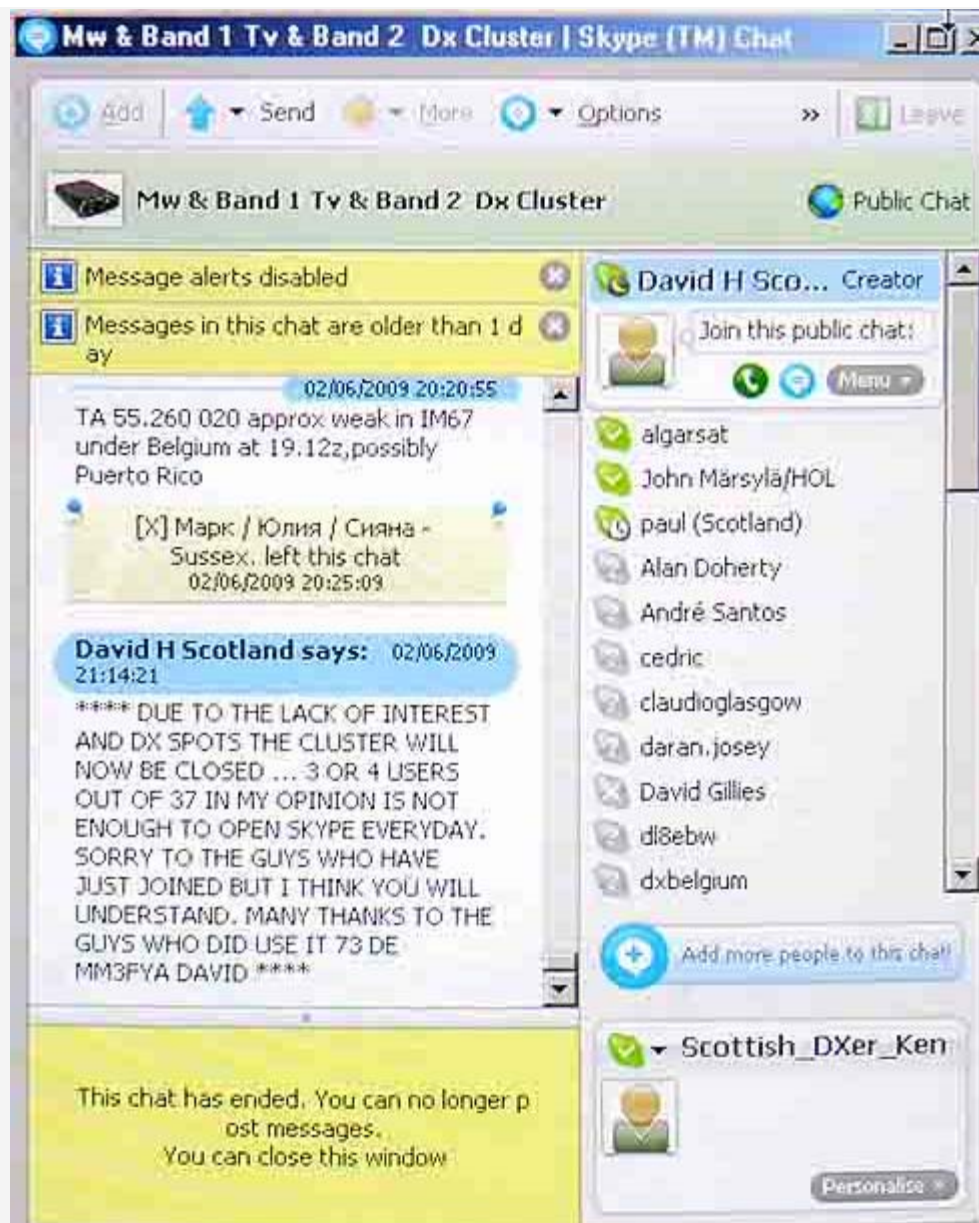 Mw & Band 1 Tv & Band 2 Dx Cluster | Skype (TM) Chat
Add
Send
More
Options
»
Leave
Mw & Band 1 Tv & Band 2 Dx Cluster
Public Chat
Message alerts disabled
Messages in this chat are older than 1 d
ay
02/06/2009 20:20:55
TA 55.260 020 approx weak in IM67
under Belgium at 19.12z,possibly
Puerto Rico
[X] Марк / Юлия / Сияна -
Sussex. left this chat
02/06/2009 20:25:09
David H Scotland says: 02/06/2009
21:14:21
**** DUE TO THE LACK OF INTEREST
AND DX SPOTS THE CLUSTER WILL
NOW BE CLOSED ... 3 OR 4 USERS
OUT OF 37 IN MY OPINION IS NOT
ENOUGH TO OPEN SKYPE EVERYDAY.
SORRY TO THE GUYS WHO HAVE
JUST JOINED BUT I THINK YOU WILL
UNDERSTAND. MANY THANKS TO THE
GUYS WHO DID USE IT 73 DE
MM3FYA DAVID ****
This chat has ended. You can no longer p
ost messages.
You can close this window
David H Sco... Creator
Join this public chat:
Menu
algarsat
John Märsylä/HOL
paul (Scotland)
Alan Doherty
André Santos
cedric
claudioglasgow
daran.josey
David Gillies
dl8ebw
dxbelgium
Add more people to this chat!
Scottish_DXer_Ken
Personalise